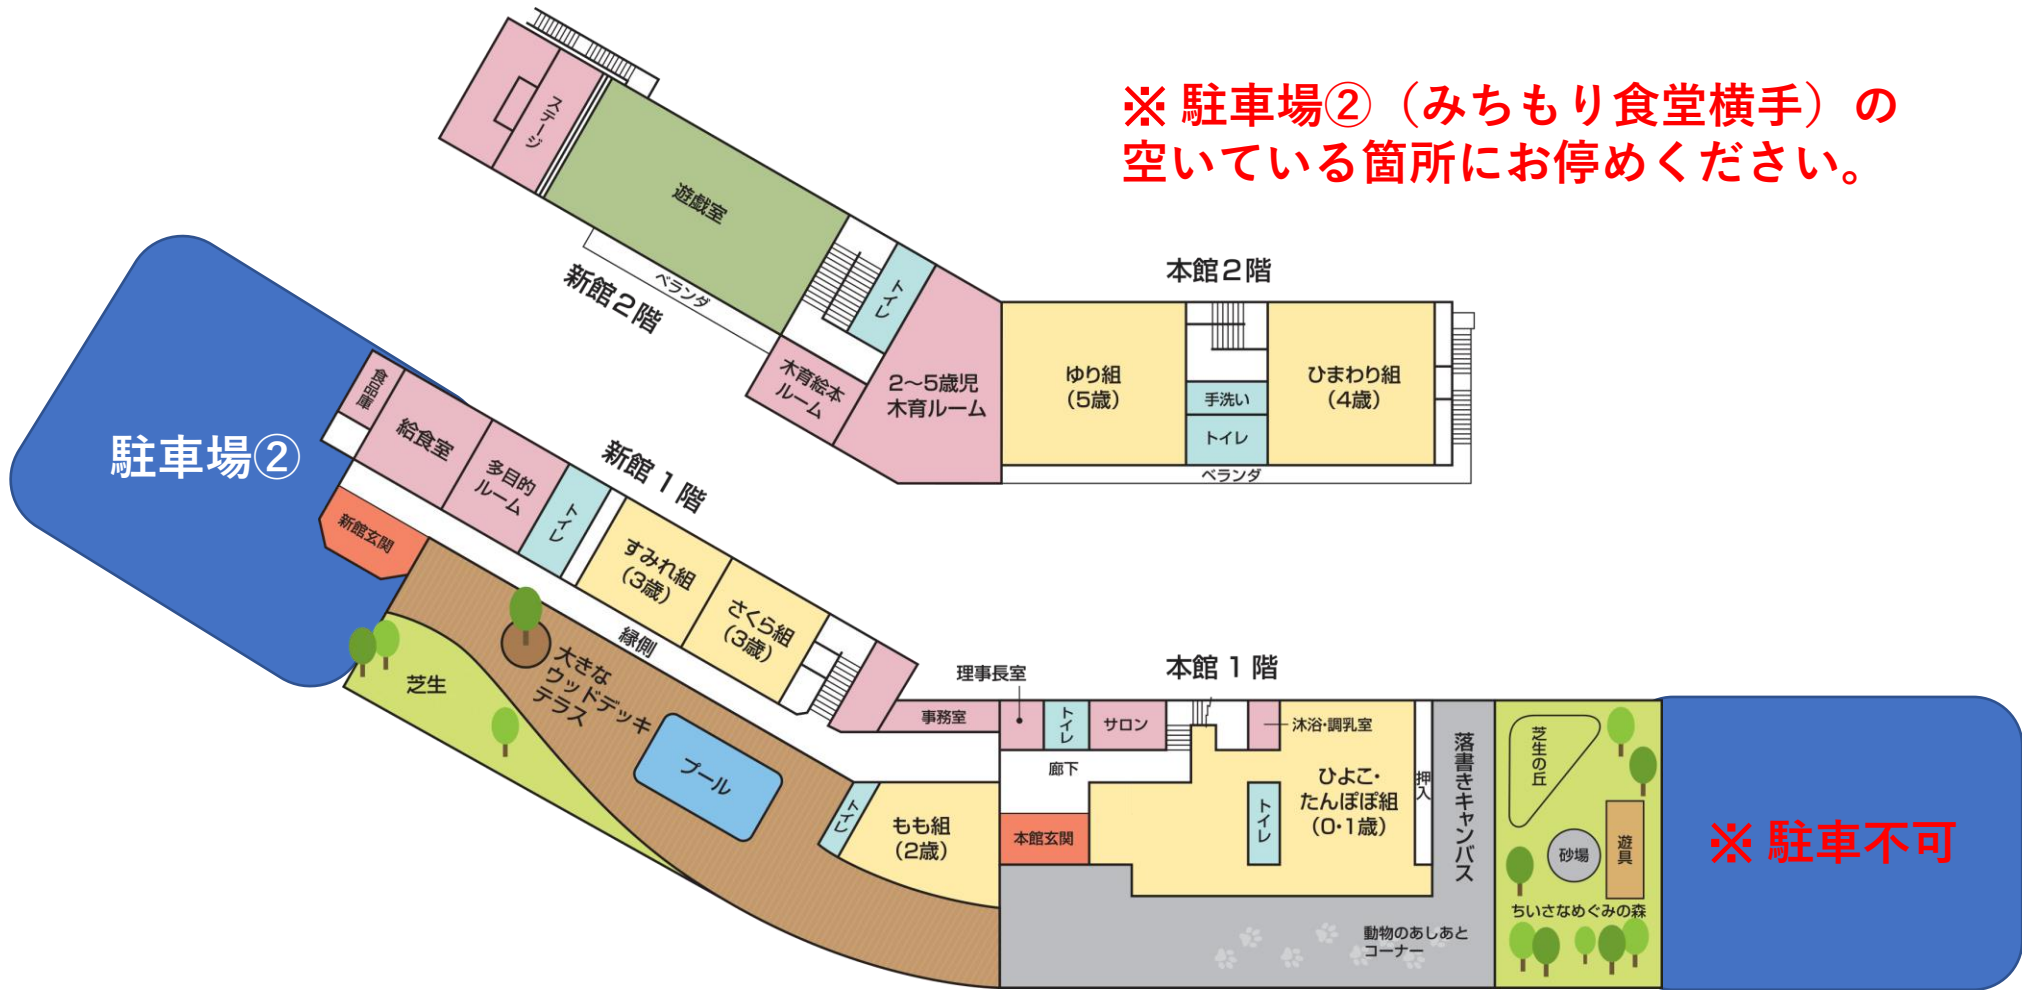 ※ 駐車場②（みちもり食堂横手）の
空いている箇所にお停めください。
ステージ
遊戯室
ベランダ
新館2階
トイレ
木育絵本
ルーム
2～5歳児
木育ルーム
本館2階
ゆり組
（5歳）
手洗い
トイレ
ひまわり組
（4歳）
ベランダ
駐車場②
食品庫
給食室
多目的
ルーム
トイレ
新館 1 階
新館玄関
すみれ組
（3歳）
さくら組
（3歳）
縁側
大きな
ウッドデッキ
テラス
芝生
プール
トイレ
もも組
（2歳）
本館 1 階
理事長室
事務室
トイレ
サロン
沐浴・調乳室
廊下
本館玄関
ひよこ・
たんぽぽ組
（0・1歳）
トイレ
押入
落書きキャンバス
動物のあしあと
コーナー
芝生の丘
砂場
遊具
ちいさなめぐみの森
※ 駐車不可